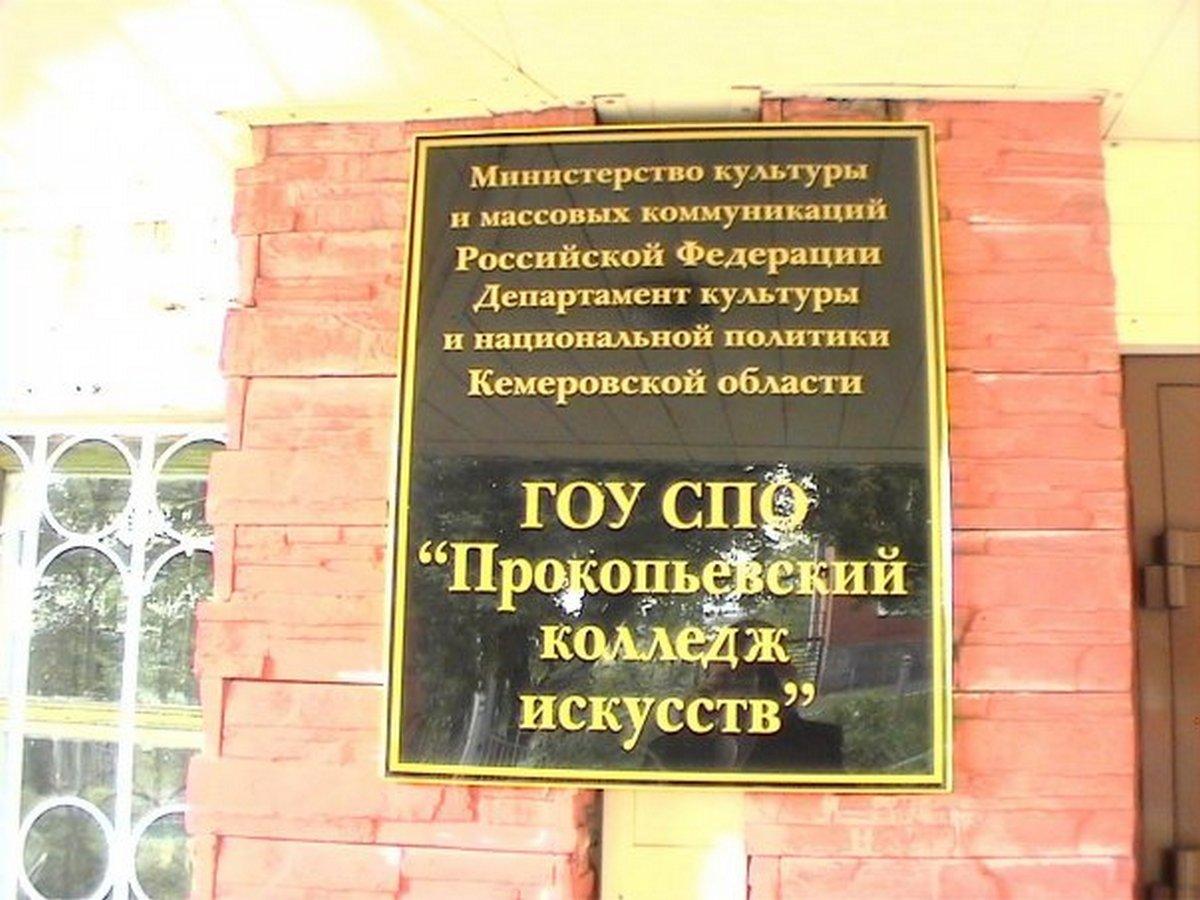 Министерство культуры
и массовых коммуникаций
Российской Федерации
Департамент культуры
и национальной политики
Кемеровской области
ГОУ СПО
“Прокопьевский
колледж
искусств”